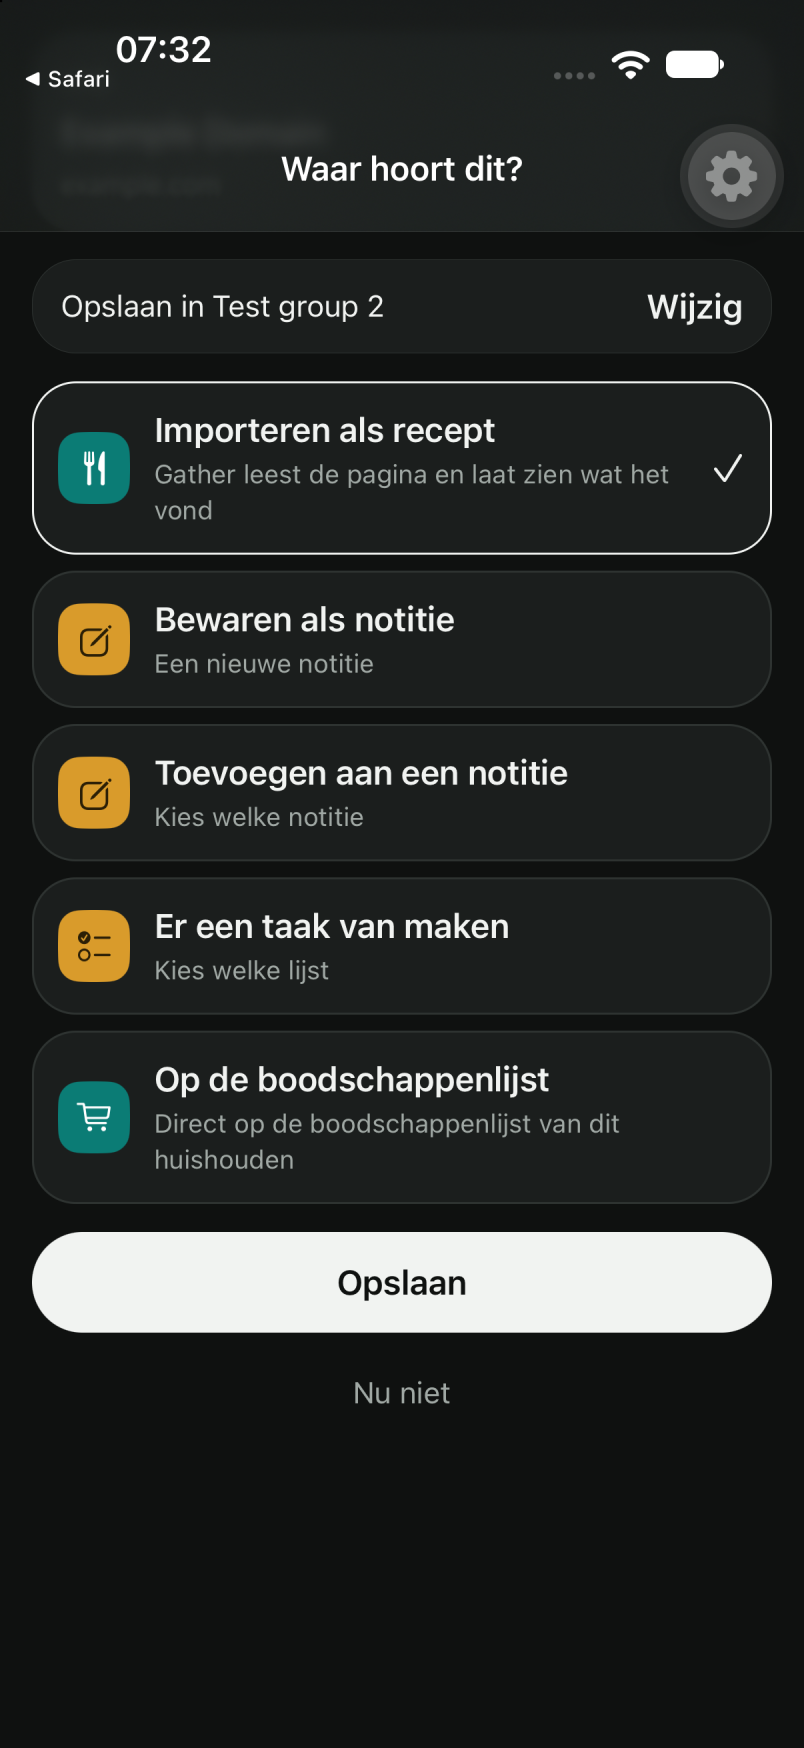 07:32
Safari
Waar hoort dit?
Opslaan in Test group 2
Wijzig
Importeren als recept
Gather leest de pagina en laat zien wat het
vond
Bewaren als notitie
Een nieuwe notitie
Toevoegen aan een notitie
Kies welke notitie
Er een taak van maken
Kies welke lijst
Op de boodschappenlijst
Direct op de boodschappenlijst van dit
huishouden
Opslaan
Nu niet